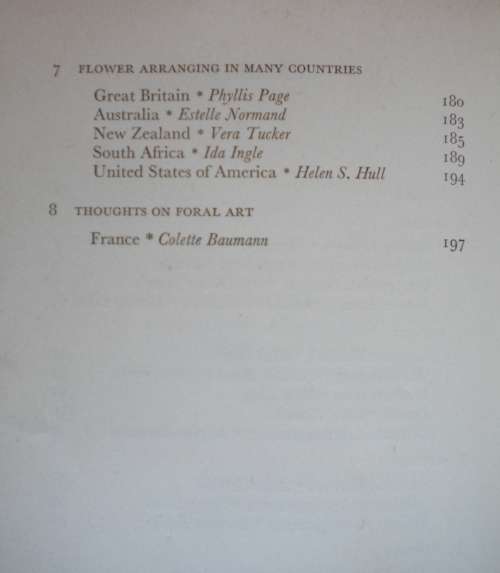 7 FLOWER ARRANGING IN MANY COUNTRIES
Great Britain * Phyllis Page 180
Australia * Estelle Normand 183
New Zealand * Vera Tucker 185
South Africa * Ida Ingle 189
United States of America * Helen S. Hull 194
8 THOUGHTS ON FORAL ART
France * Colette Baumann 197